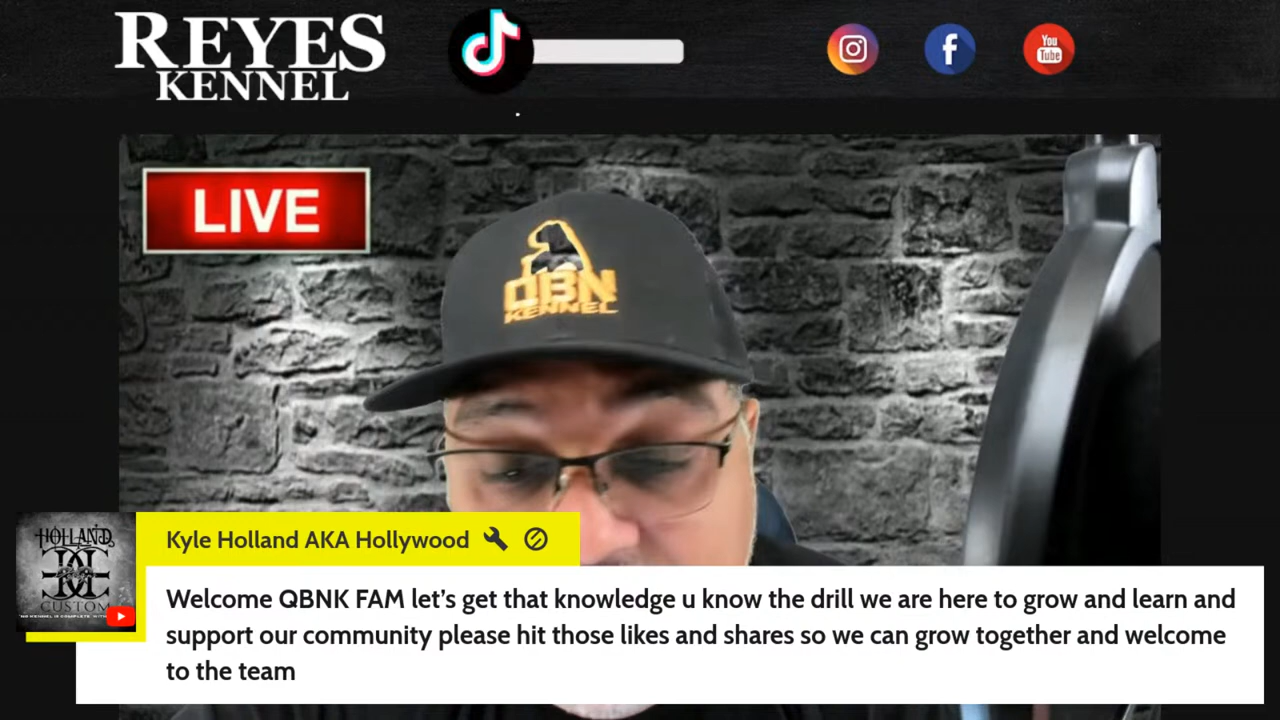 REYES
KENNEL
You
Tube
LIVE
QBN
KENNEL
Kyle Holland AKA Hollywood
HOLLAND
CUSTOM
Welcome QBNK FAM let's get that knowledge u know the drill we are here to grow and learn and
support our community please hit those likes and shares so we can grow together and welcome
to the team